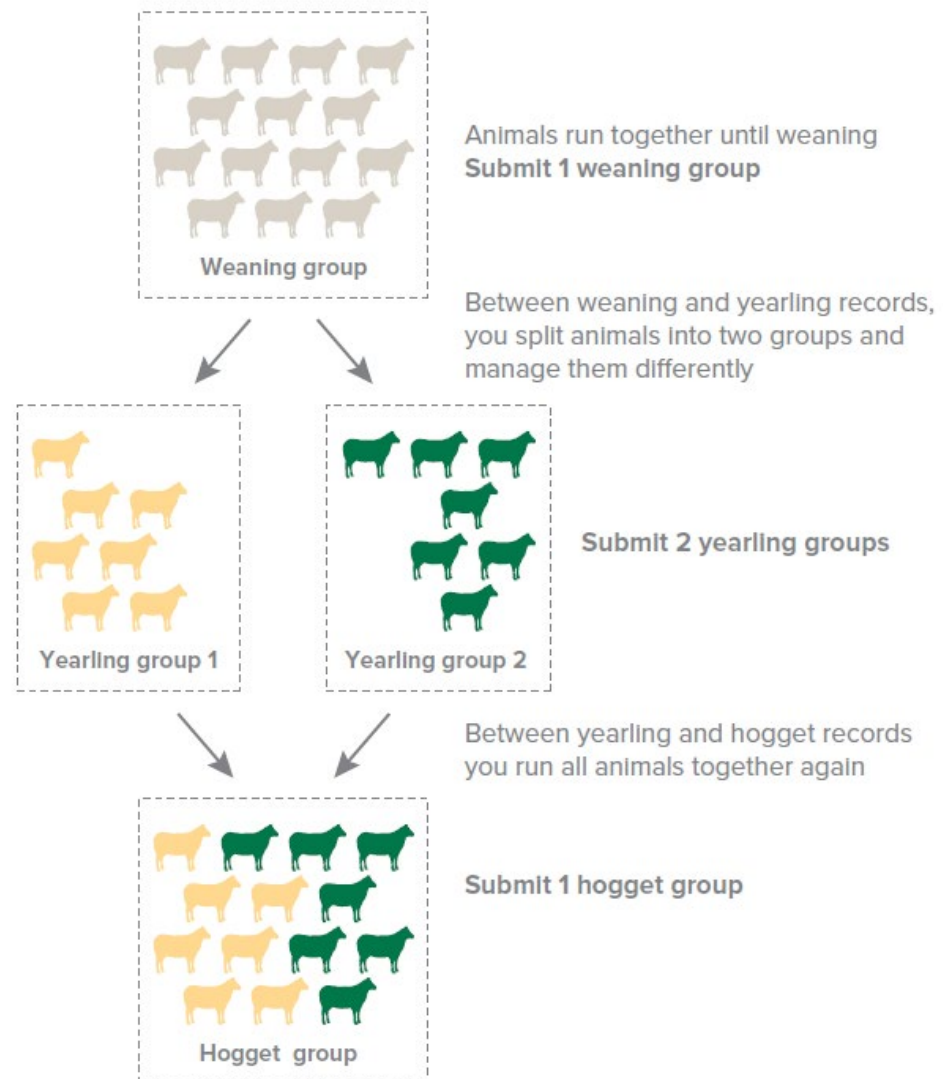 Animals run together until weaning
Submit 1 weaning group
Weaning group
Between weaning and yearling records,
you split animals into two groups and
manage them differently
Submit 2 yearling groups
Yearling group 1
Yearling group 2
Between yearling and hogget records
you run all animals together again
Submit 1 hogget group
Hogget group